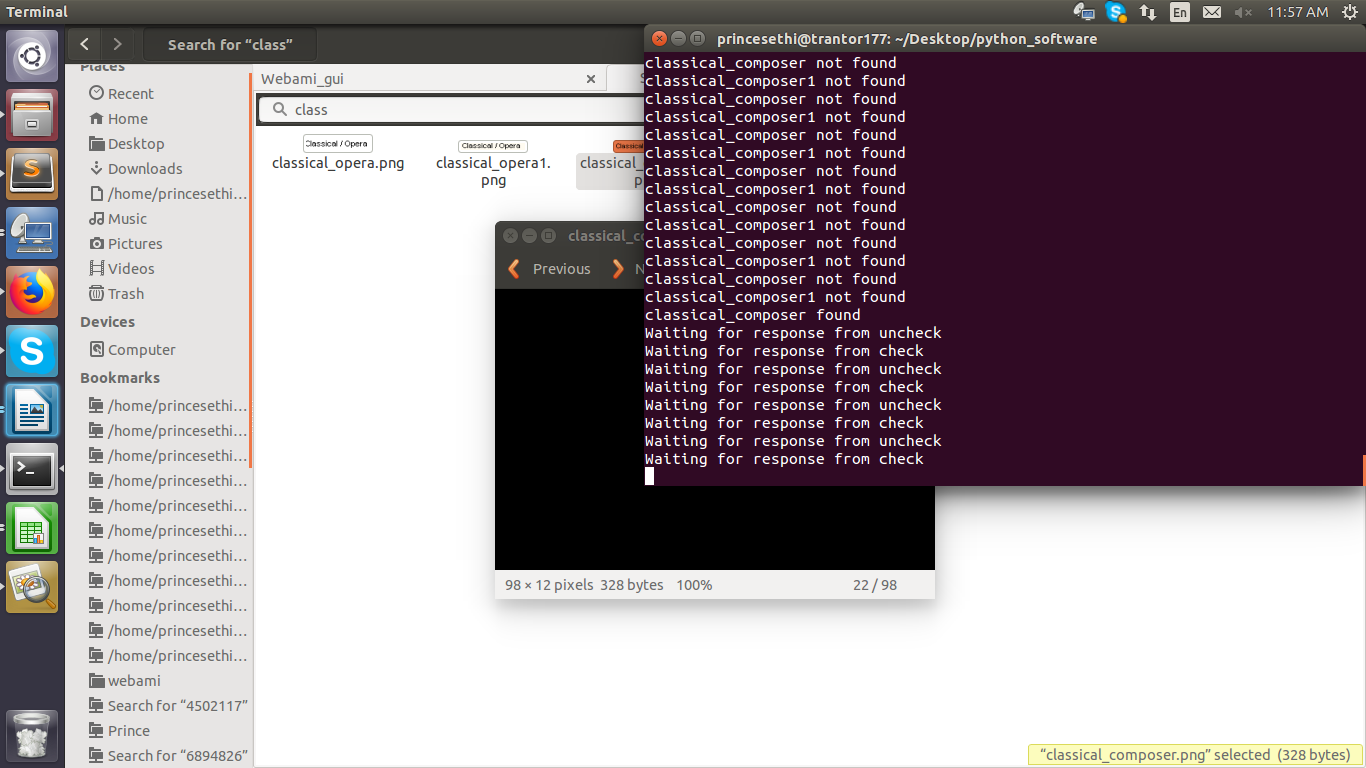 Terminal
En
11:57 AM
Search for “class”
princesethi@trantor177: ~/Desktop/python_software
Places
Recent
Home
Desktop
Downloads
/home/princesethi...
Music
Pictures
Videos
Trash
Devices
Computer
Bookmarks
/home/princesethi...
/home/princesethi...
/home/princesethi...
/home/princesethi...
/home/princesethi...
/home/princesethi...
/home/princesethi...
/home/princesethi...
/home/princesethi...
/home/princesethi...
/home/princesethi...
webami
Search for “4502117”
Prince
Search for “6894826”
Webami_gui
class
Classical / Opera
classical_opera.png
Classical / Opera
classical_opera1.
png
Classical
classical_
p
classical_co
Previous
N
98 × 12 pixels 328 bytes 100%
22 / 98
classical_composer not found
classical_composer1 not found
classical_composer not found
classical_composer1 not found
classical_composer not found
classical_composer1 not found
classical_composer not found
classical_composer1 not found
classical_composer not found
classical_composer1 not found
classical_composer not found
classical_composer1 not found
classical_composer not found
classical_composer1 not found
classical_composer found
Waiting for response from uncheck
Waiting for response from check
Waiting for response from uncheck
Waiting for response from check
Waiting for response from uncheck
Waiting for response from check
Waiting for response from uncheck
Waiting for response from check
“classical_composer.png” selected (328 bytes)